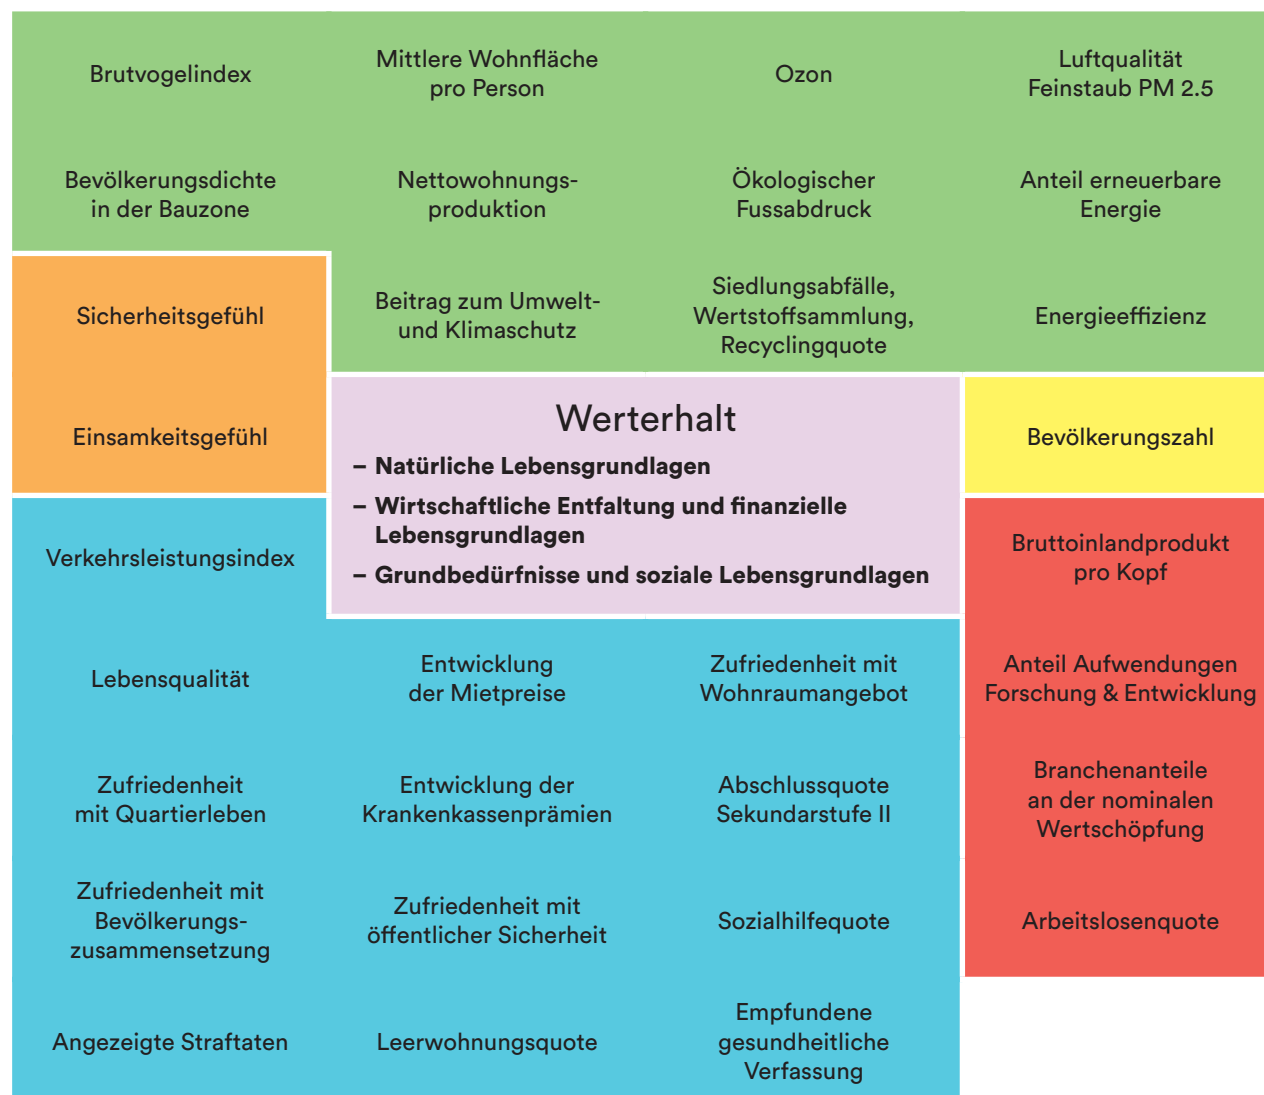 Brutvogelindex
Mittlere Wohnfläche
pro Person
Ozon
Luftqualität
Feinstaub PM 2.5
Bevölkerungsdichte
in der Bauzone
Nettowohnungs-
produktion
Ökologischer
Fussabdruck
Anteil erneuerbare
Energie
Sicherheitsgefühl
Beitrag zum Umwelt-
und Klimaschutz
Siedlungsabfälle,
Wertstoffsammlung,
Recyclingquote
Energieeffizienz
Einsamkeitsgefühl
Werterhalt
– Natürliche Lebensgrundlagen
– Wirtschaftliche Entfaltung und finanzielle
Lebensgrundlagen
– Grundbedürfnisse und soziale Lebensgrundlagen
Bevölkerungszahl
Verkehrsleistungsindex
Bruttoinlandprodukt
pro Kopf
Lebensqualität
Entwicklung
der Mietpreise
Zufriedenheit mit
Wohnraumangebot
Anteil Aufwendungen
Forschung & Entwicklung
Zufriedenheit
mit Quartierleben
Entwicklung der
Krankenkassenprämien
Abschlussquote
Sekundarstufe II
Branchenanteile
an der nominalen
Wertschöpfung
Zufriedenheit mit
Bevölkerungs-
zusammensetzung
Zufriedenheit mit
öffentlicher Sicherheit
Sozialhilfequote
Arbeitslosenquote
Angezeigte Straftaten
Leerwohnungsquote
Empfundene
gesundheitliche
Verfassung